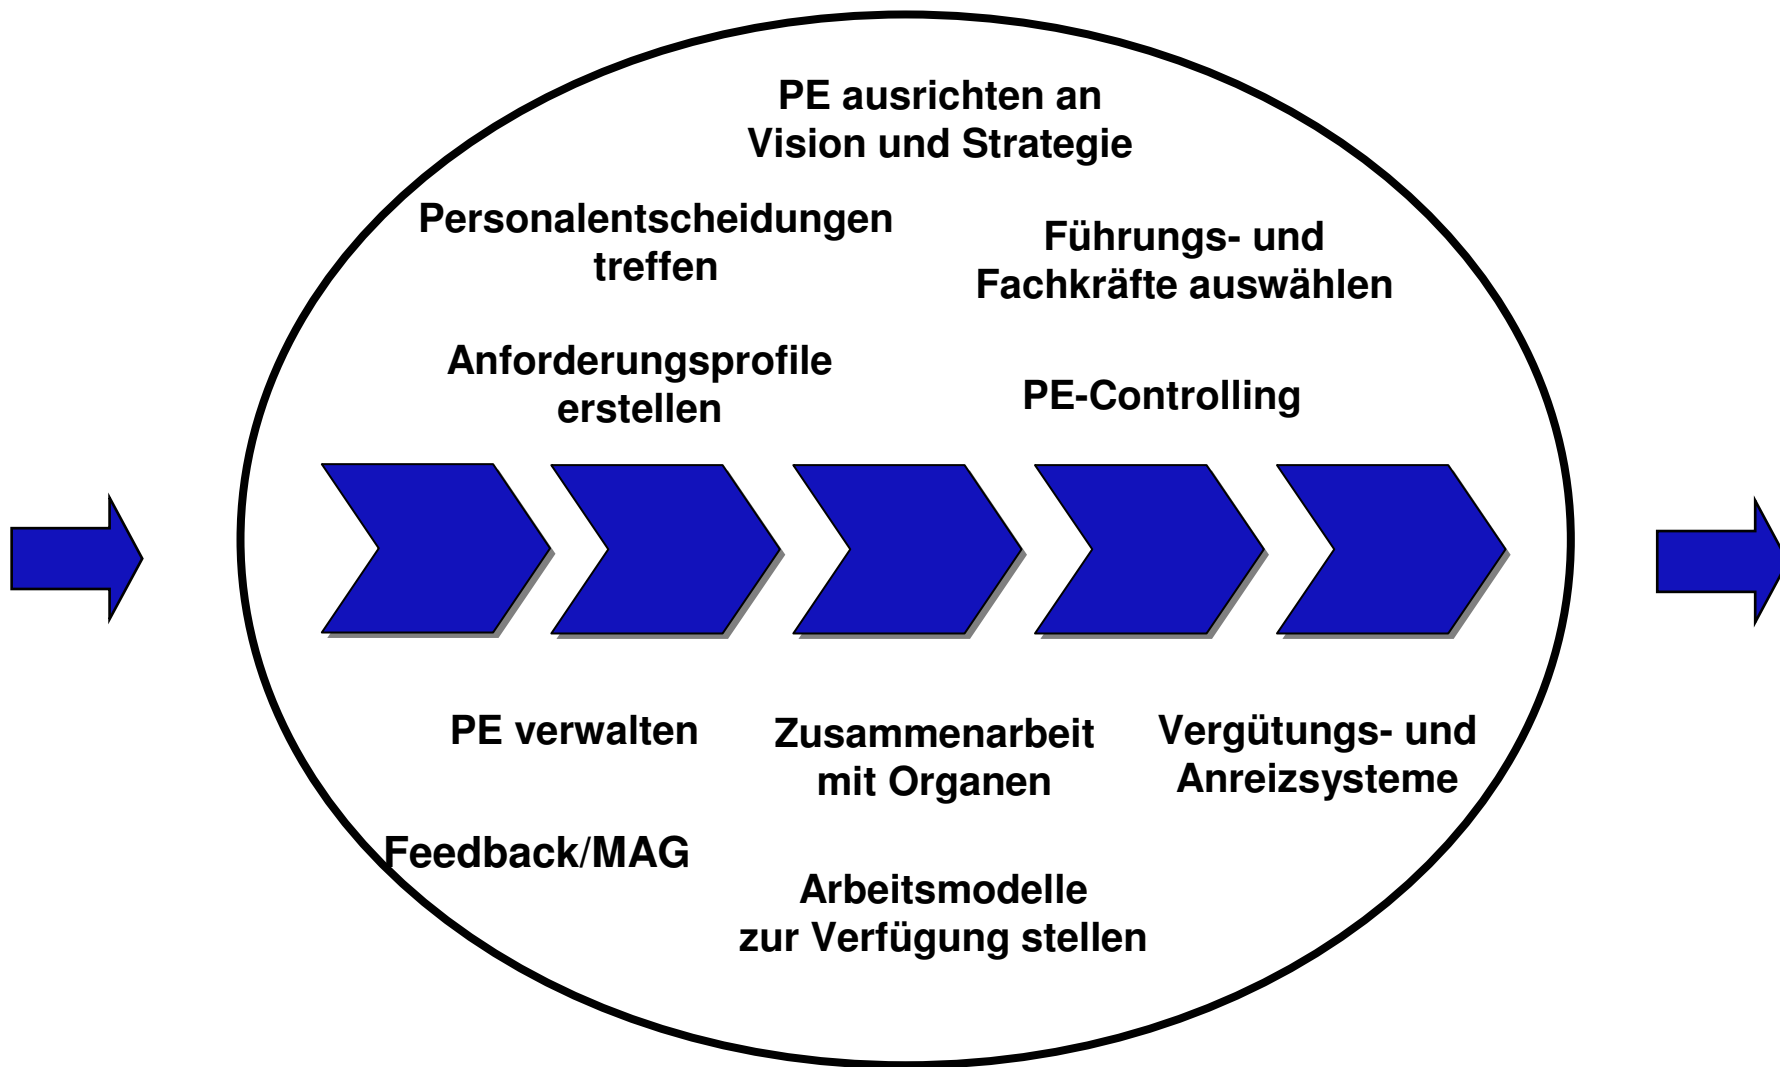 PE ausrichten an
Vision und Strategie
Personalentscheidungen
treffen
Führungs- und
Fachkräfte auswählen
Anforderungsprofile
erstellen
PE-Controlling
PE verwalten
Zusammenarbeit
mit Organen
Vergütungs- und
Anreizsysteme
Feedback/MAG
Arbeitsmodelle
zur Verfügung stellen